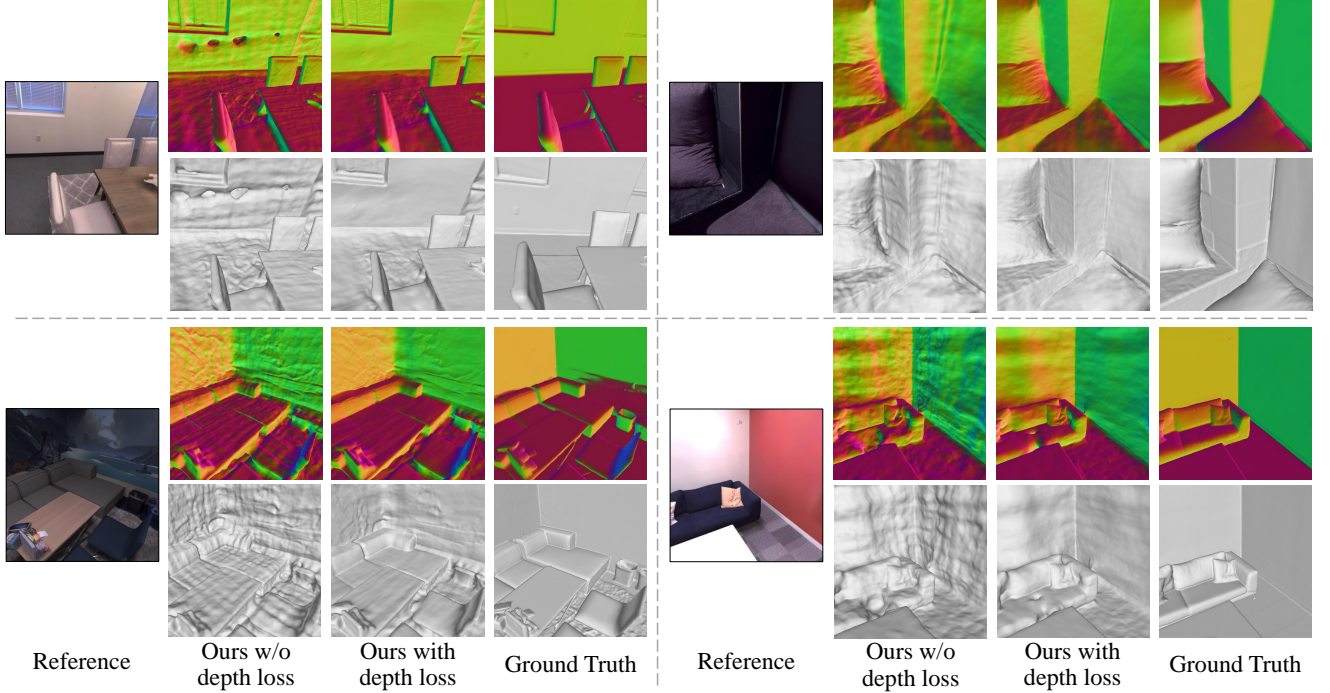 Reference
Ours w/o
depth loss
Ours with
depth loss
Ground Truth
Reference
Ours w/o
depth loss
Ours with
depth loss
Ground Truth